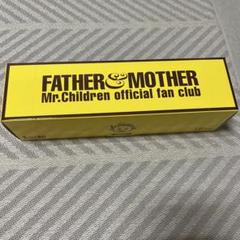 FATHER & MOTHER
Mr.Children official fan club